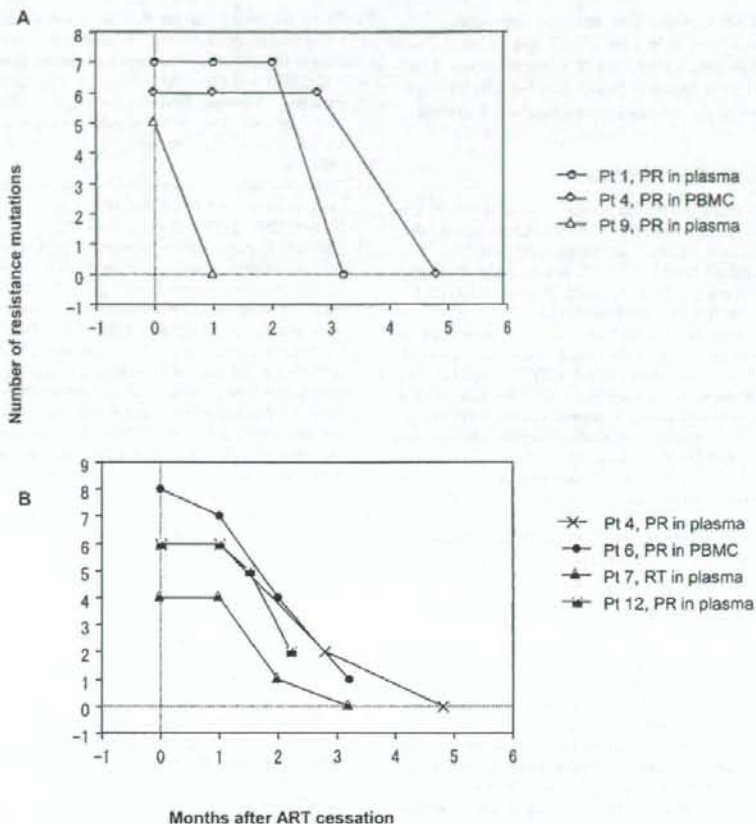 A
Number of resistance mutations
8
7
6
5
4
3
2
1
0
−1
−1 0 1 2 3 4 5 6
Pt 1, PR in plasma
Pt 4, PR in PBMC
Pt 9, PR in plasma
B
9
8
7
6
5
4
3
2
1
0
−1
−1 0 1 2 3 4 5 6
Pt 4, PR in plasma
Pt 6, PR in PBMC
Pt 7, RT in plasma
Pt 12, PR in plasma
Months after ART cessation